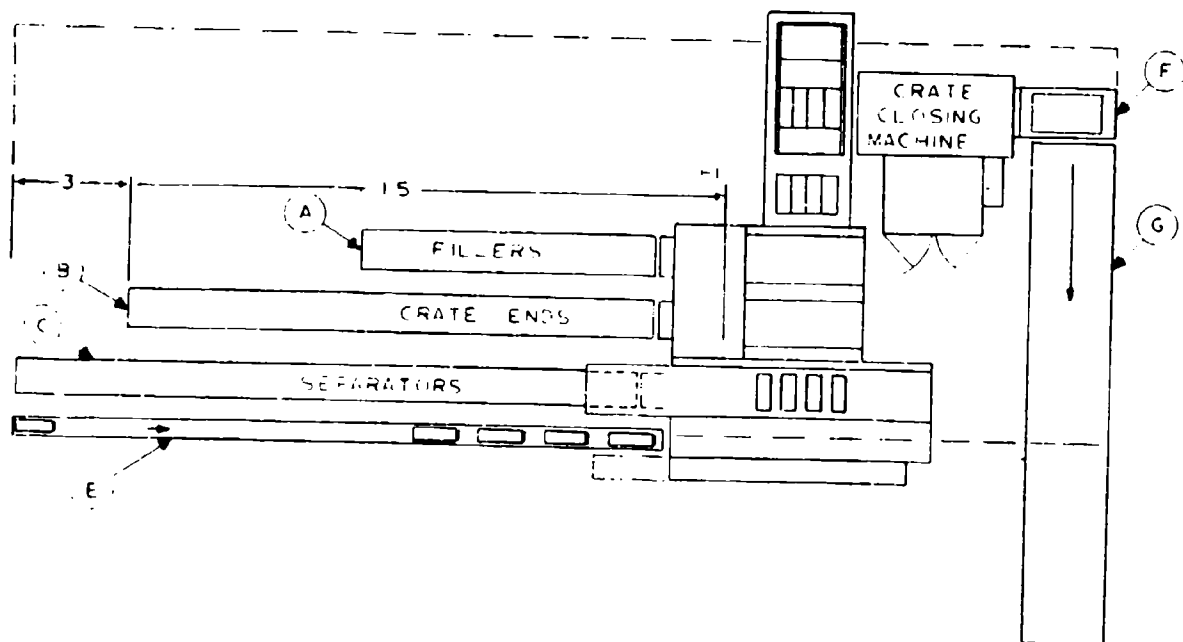 CRATE
CLOSING
MACHINE
F
3
15
A
FILLERS
G
B
CRATE ENDS
C
SEPARATORS
E